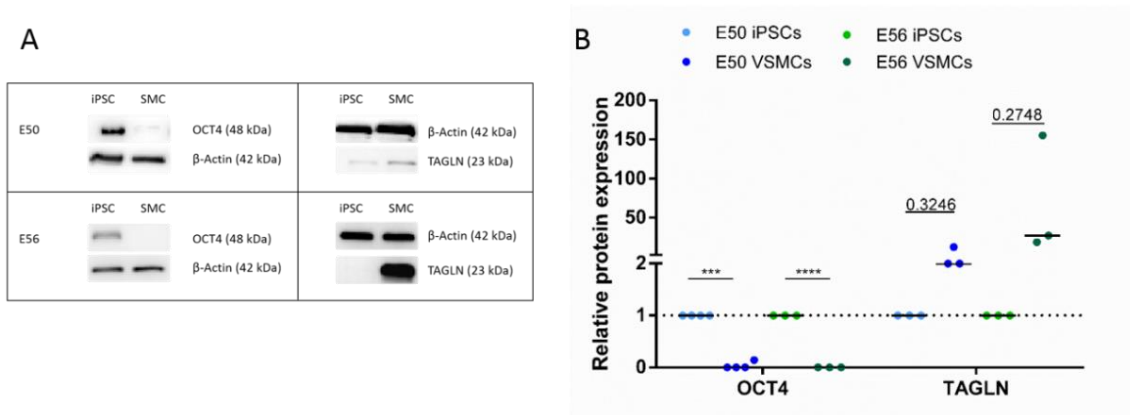 A
iPSC SMC
E50
OCT4 (48 kDa)
β-Actin (42 kDa)
iPSC SMC
β-Actin (42 kDa)
TAGLN (23 kDa)
iPSC SMC
E56
OCT4 (48 kDa)
β-Actin (42 kDa)
iPSC SMC
β-Actin (42 kDa)
TAGLN (23 kDa)
B
E50 iPSCs
E56 iPSCs
E50 VSMCs
E56 VSMCs
Relative protein expression
200
150
100
50
2
1
0
***
****
0.3246
0.2748
OCT4
TAGLN